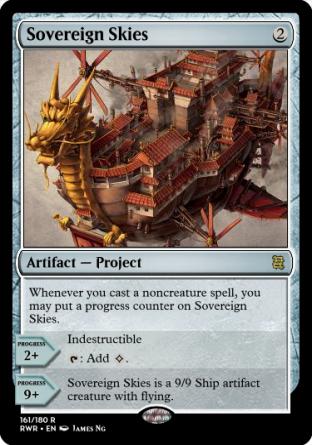 Sovereign Skies 2
Artifact — Project
Whenever you cast a noncreature spell, you
may put a progress counter on Sovereign
Skies.
PROGRESS
2+
Indestructible
: Add .
PROGRESS
9+
Sovereign Skies is a 9/9 Ship artifact
creature with flying.
161/180 R
RWR • EN James Ng